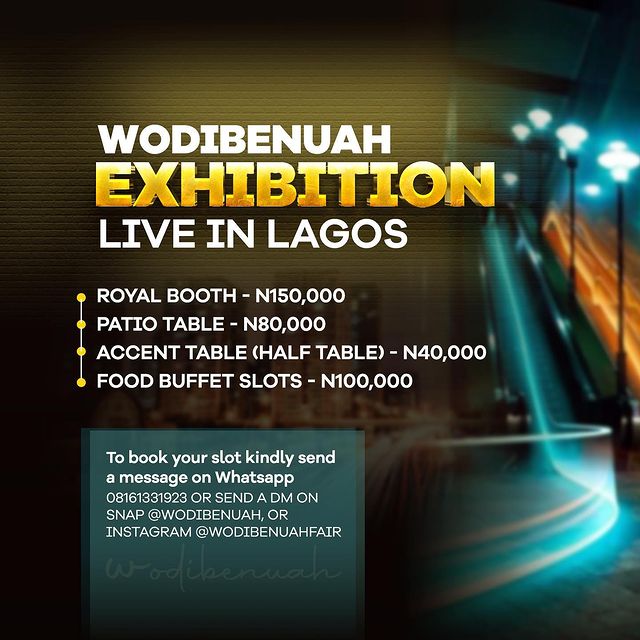 WODIBENUAH
EXHIBITION
LIVE IN LAGOS
ROYAL BOOTH - N150,000
PATIO TABLE - N80,000
ACCENT TABLE (HALF TABLE) - N40,000
FOOD BUFFET SLOTS - N100,000
To book your slot kindly send
a message on Whatsapp
08161331923 OR SEND A DM ON
SNAP @WODIBENUAH, OR
INSTAGRAM @WODIBENUAHFAIR
Wodibenuah